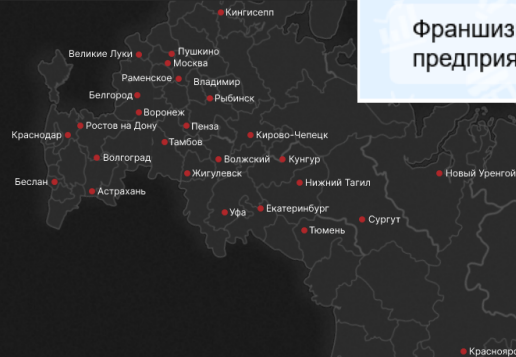 Кингисепп
Франшиз
предприя
Великие Луки
Пушкино
Москва
Раменское
Владимир
Белгород
Рыбинск
Воронеж
Ростов на Дону
Пенза
Краснодар
Кирово-Чепецк
Тамбов
Волгоград
Волжский
Кунгур
Жигулевск
Новый Уренгой
Беслан
Нижний Тагил
Астрахань
Екатеринбург
Уфа
Сургут
Тюмень
Краснояр